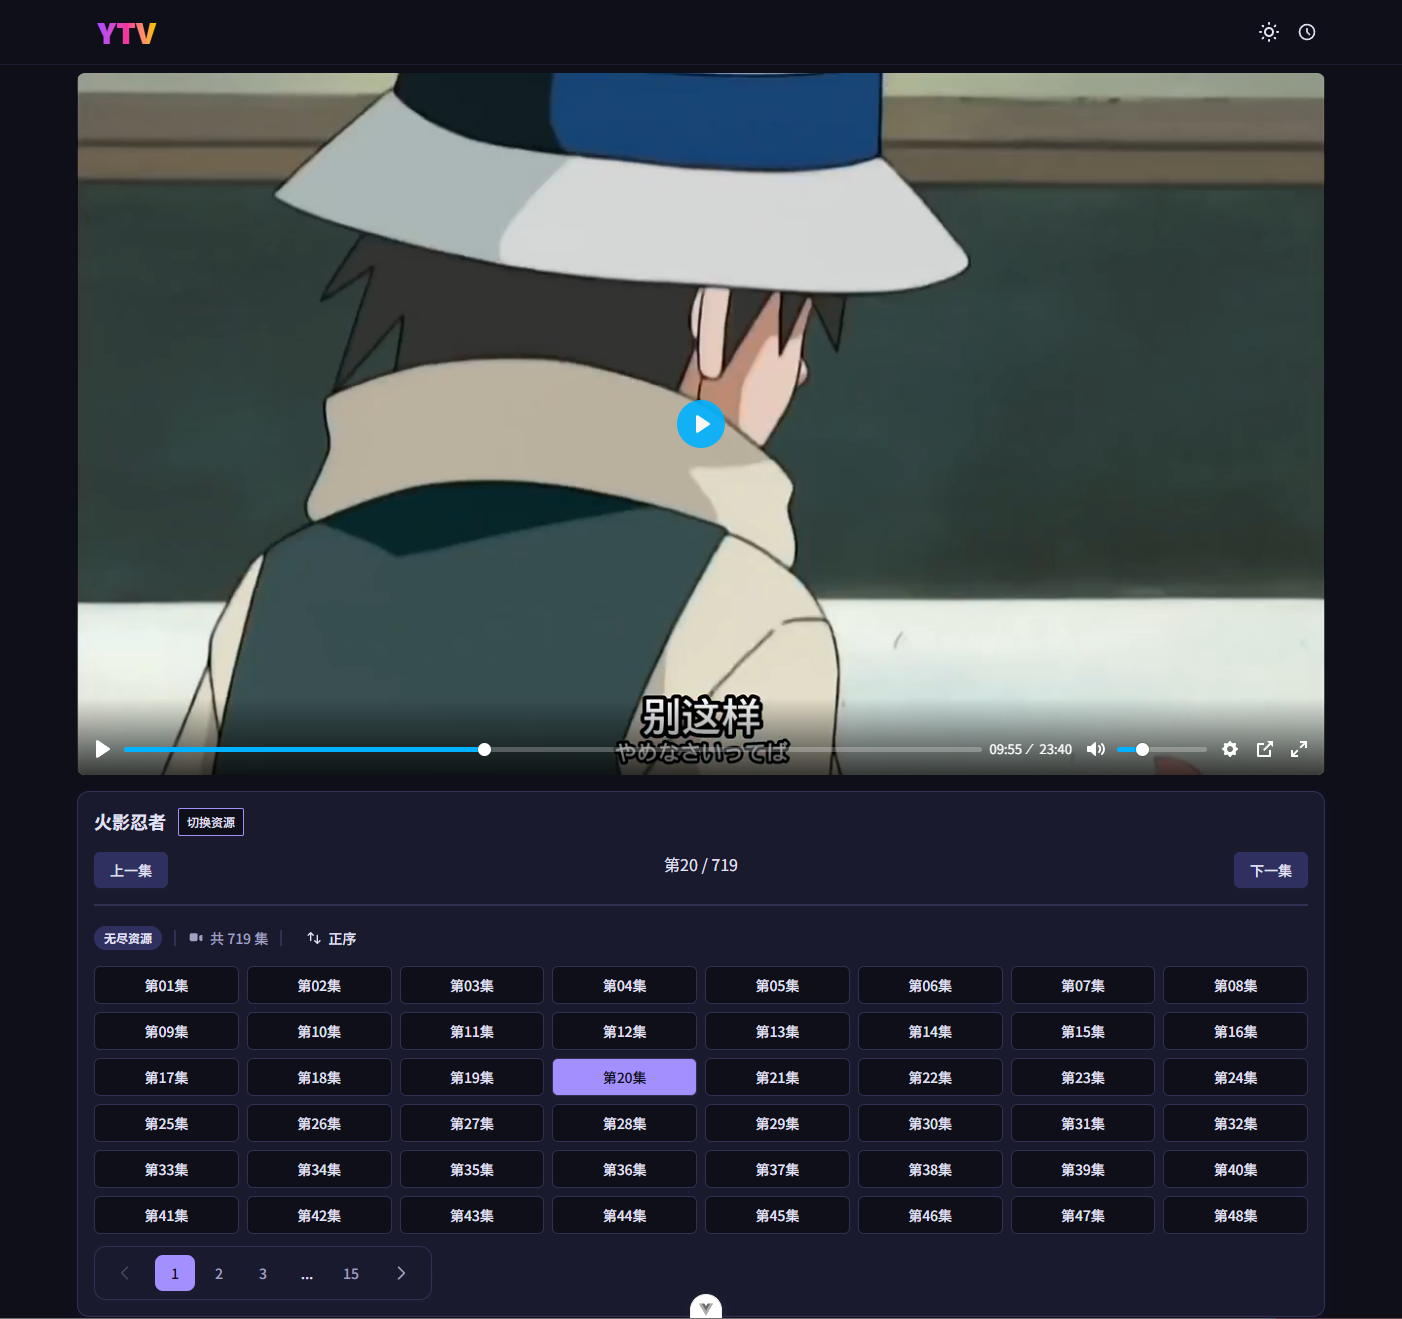 YTV
别这样
やめなさいってば
09:55 / 23:40
火影忍者 切换资源
上一集 第20 / 719 下一集
无尽资源 共 719 集 正序
第01集 第02集 第03集 第04集 第05集 第06集 第07集 第08集
第09集 第10集 第11集 第12集 第13集 第14集 第15集 第16集
第17集 第18集 第19集 第20集 第21集 第22集 第23集 第24集
第25集 第26集 第27集 第28集 第29集 第30集 第31集 第32集
第33集 第34集 第35集 第36集 第37集 第38集 第39集 第40集
第41集 第42集 第43集 第44集 第45集 第46集 第47集 第48集
1 2 3 ... 15